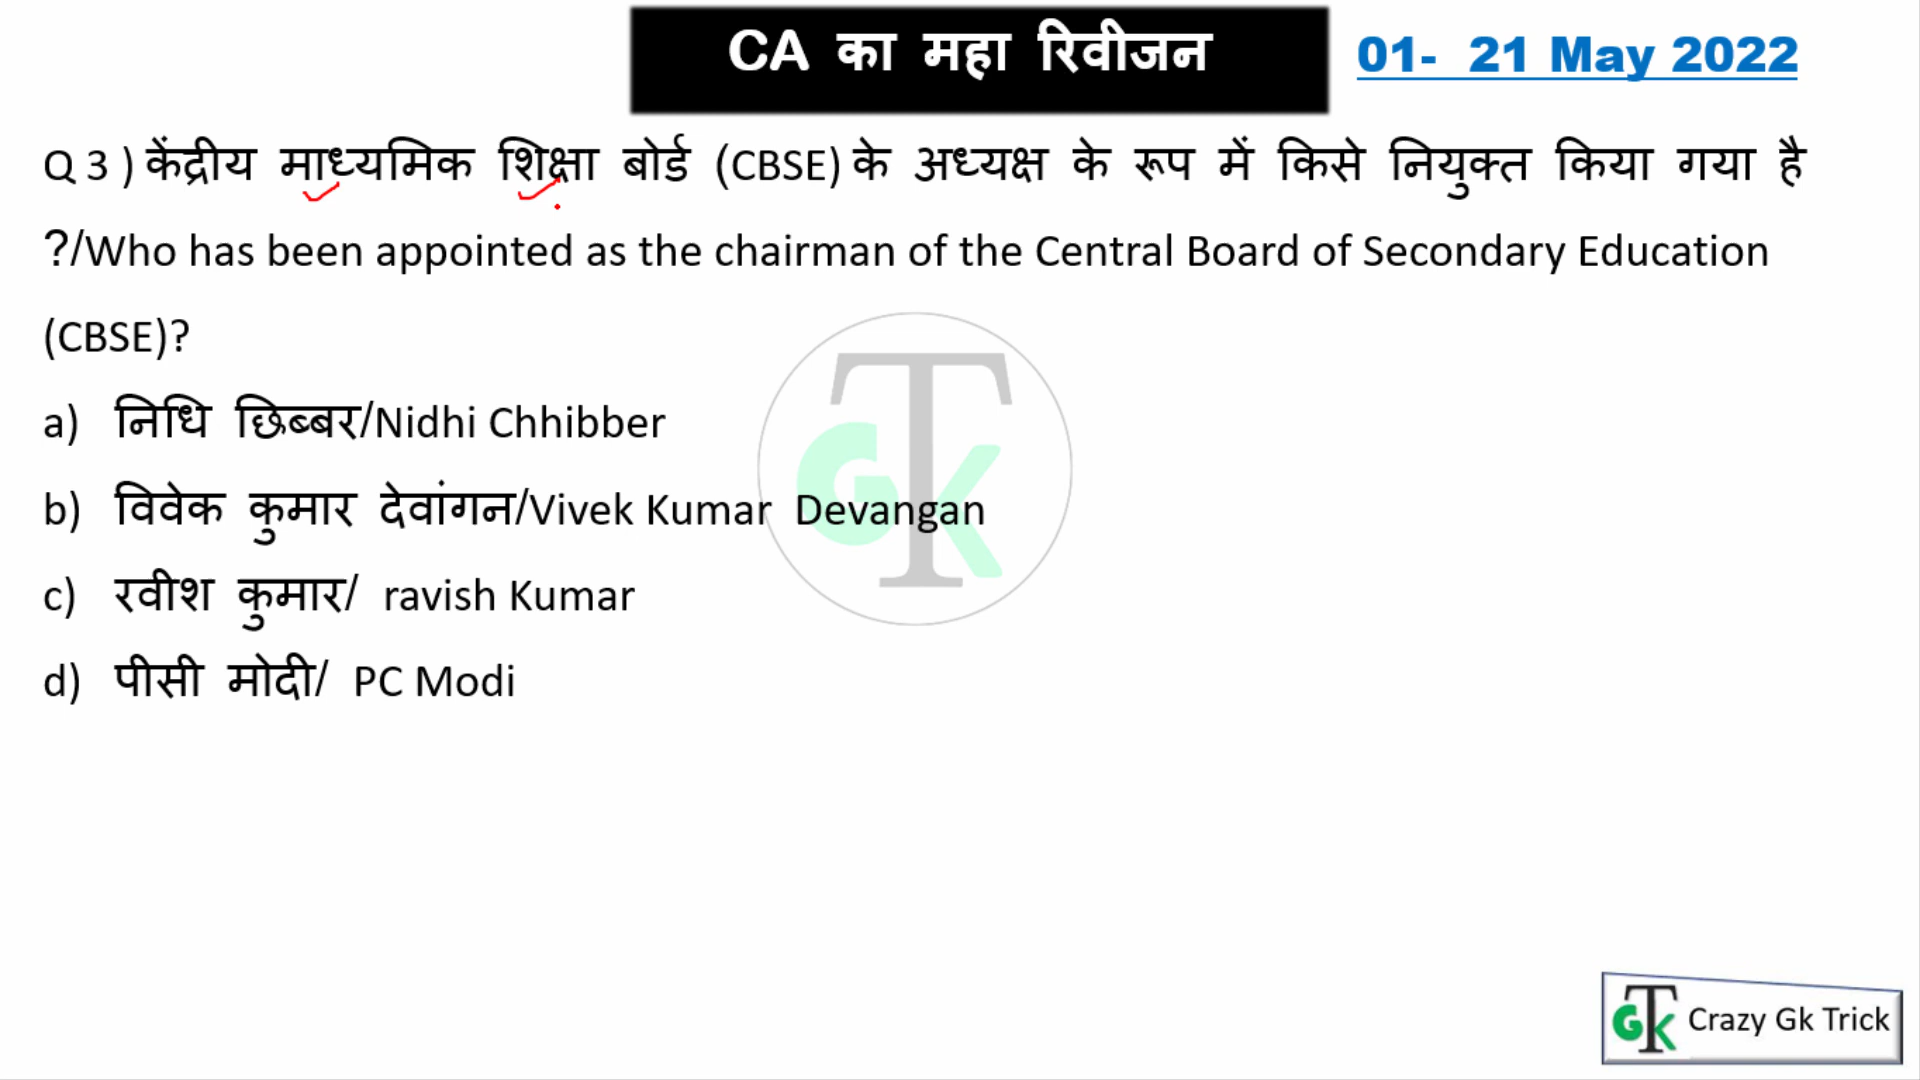 CA का महा रिवीजन
01- 21 May 2022
Q 3 ) केंद्रीय माध्यमिक शिक्षा बोर्ड (CBSE) के अध्यक्ष के रूप में किसे नियुक्त किया गया है
?/Who has been appointed as the chairman of the Central Board of Secondary Education
(CBSE)?
a) निधि छिब्बर/Nidhi Chhibber
b) विवेक कुमार देवांगन/Vivek Kumar Devangan
c) रवीश कुमार/ ravish Kumar
d) पीसी मोदी/ PC Modi
GTK
GTK Crazy Gk Trick